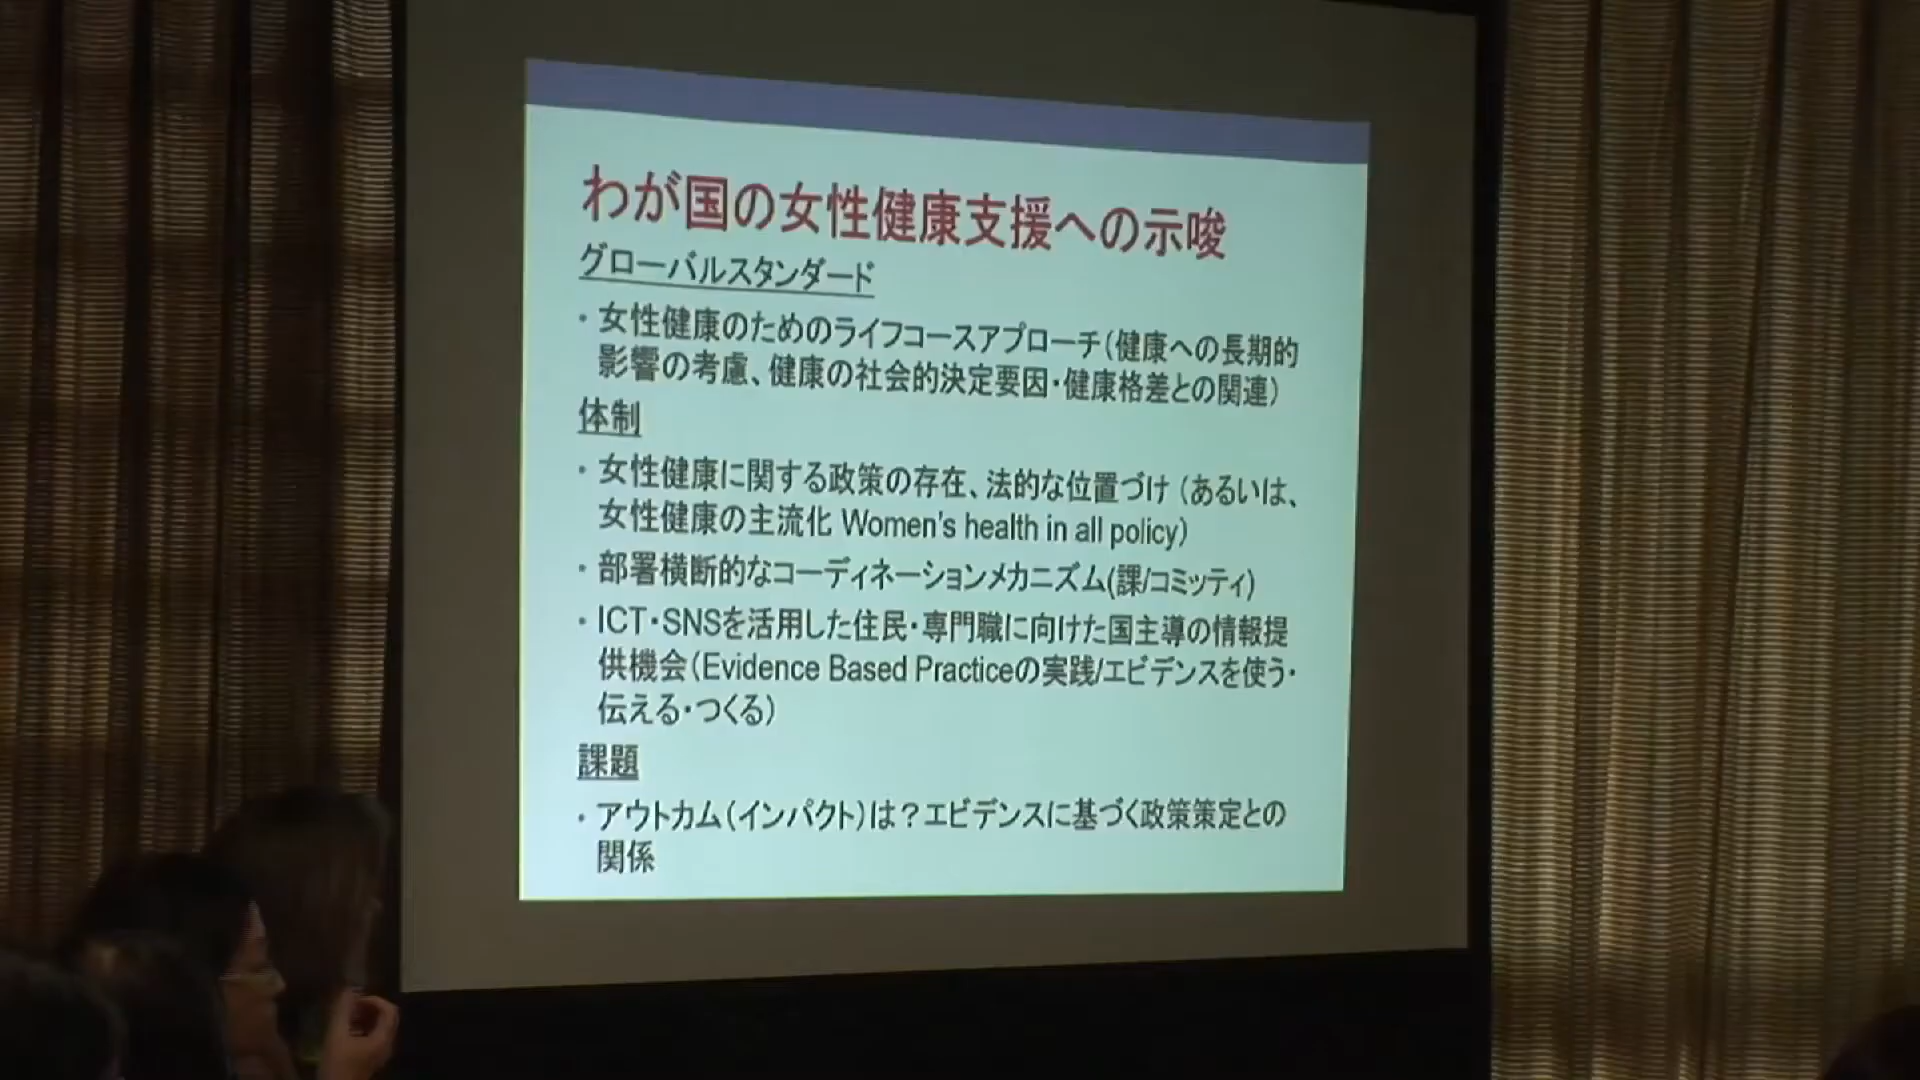 わが国の女性健康支援への示唆
グローバルスタンダード
・女性健康のためのライフコースアプローチ（健康への長期的
影響の考慮、健康の社会的決定要因・健康格差との関連）
体制
・女性健康に関する政策の存在、法的な位置づけ（あるいは、
女性健康の主流化 Women's health in all policy）
・部署横断的なコーディネーションメカニズム(課/コミッティ)
・ICT・SNSを活用した住民・専門職に向けた国主導の情報提
供機会（Evidence Based Practiceの実践/エビデンスを使う・
伝える・つくる）
課題
・アウトカム（インパクト）は？エビデンスに基づく政策策定との
関係